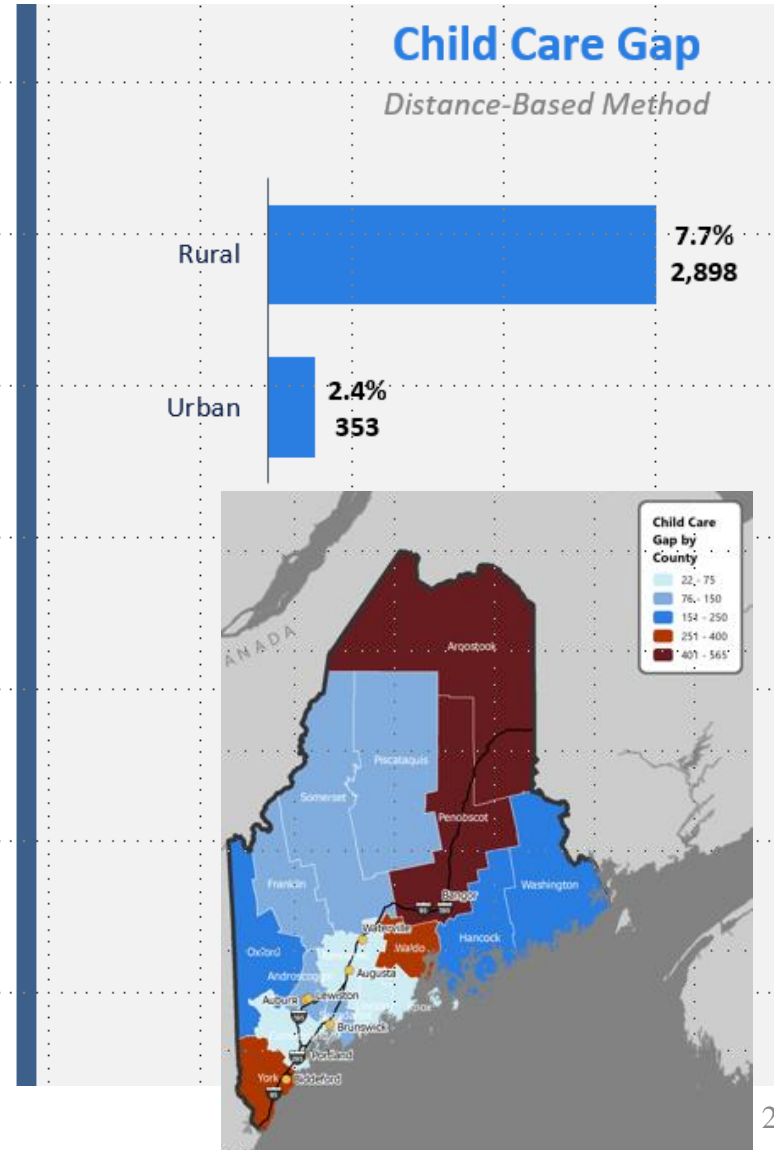 Child Care Gap
Distance-Based Method
Rural
7.7%
2,898
Urban
2.4%
353
Child Care
Gap by
County
22 - 75
76 - 150
151 - 250
251 - 400
401 - 565
ANADA
Aroostook
Piscataquis
Somerset
Penobscot
Franklin
Washington
Bangor
Waterville
Waldo
Hancock
Oxford
Augusta
Auburn
Lewiston
Brunswick
Portland
York
Biddeford
2